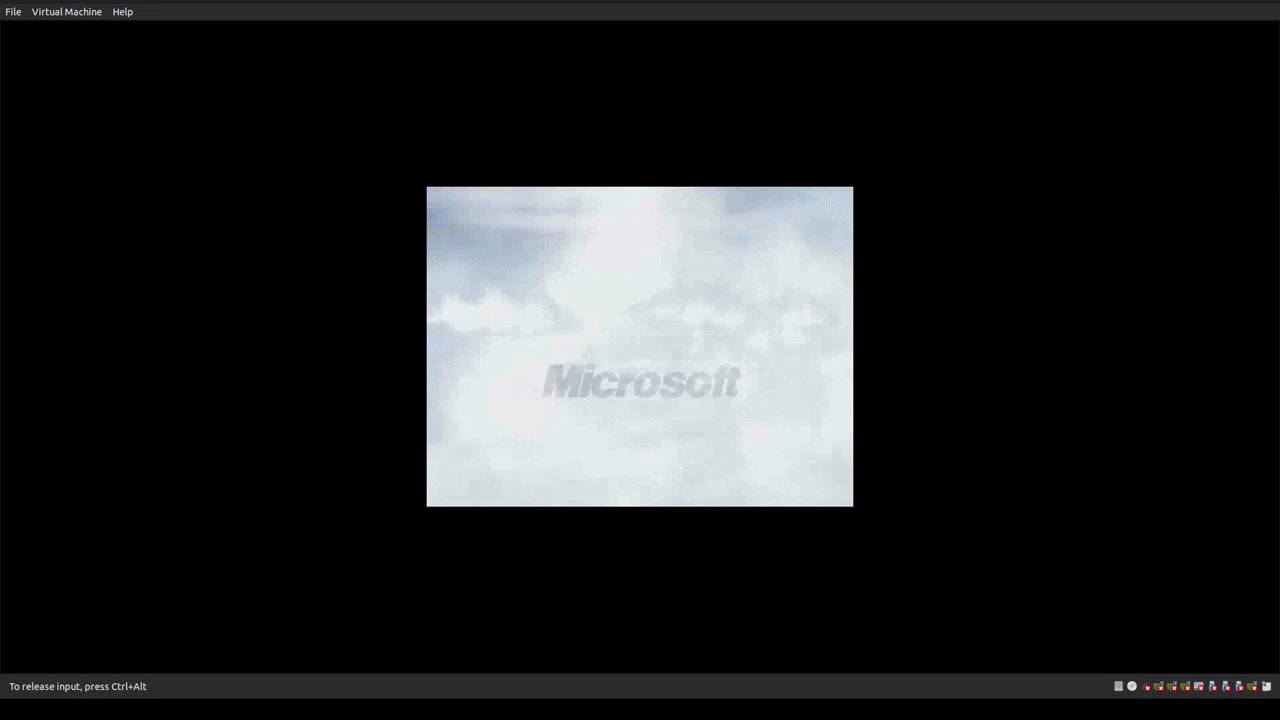 File Virtual Machine Help
Microsoft
To release input, press Ctrl+Alt